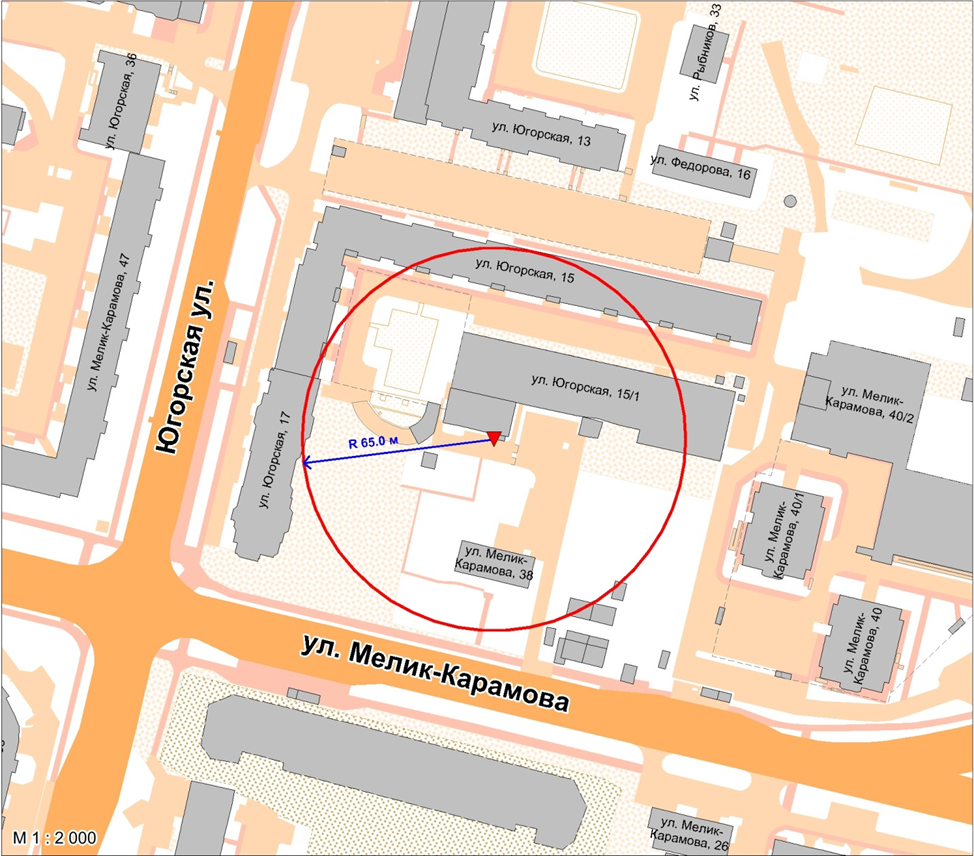 ул. Рыбников, 33
ул. Югорская, 36
ул. Югорская, 13
ул. Федорова, 16
ул. Югорская, 15
ул. Мелик-Карамова, 47
Югорская ул.
ул. Югорская, 15/1
ул. Мелик-
Карамова, 40/2
ул. Югорская, 17
R 65.0 м
ул. Мелик-
Карамова, 40/1
ул. Мелик-
Карамова, 38
ул. Мелик-
Карамова, 40
ул. Мелик-Карамова
М 1 : 2 000
ул. Мелик-
Карамова, 26